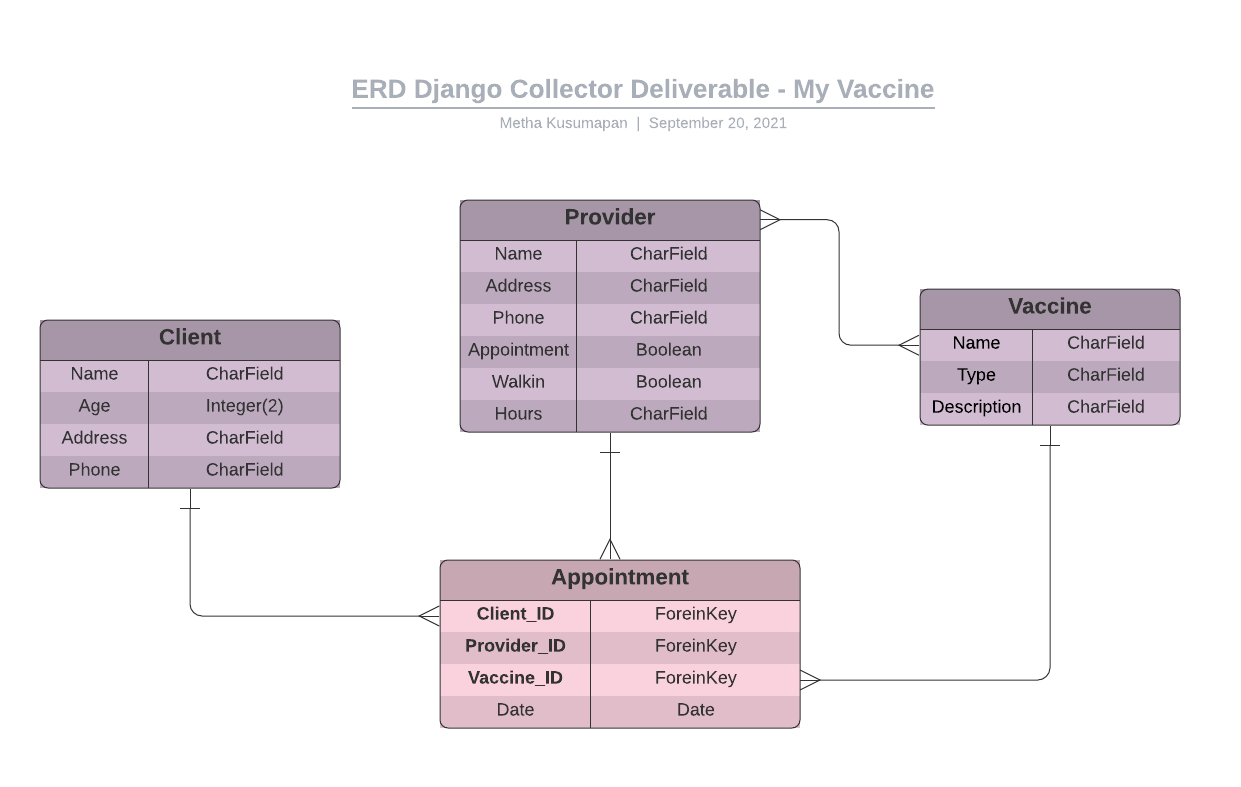 ERD Django Collector Deliverable - My Vaccine
Metha Kusumapan | September 20, 2021
Provider
Name CharField
Address CharField
Phone CharField
Appointment Boolean
Walkin Boolean
Hours CharField
Vaccine
Name CharField
Type CharField
Description CharField
Client
Name CharField
Age Integer(2)
Address CharField
Phone CharField
Appointment
Client_ID ForeinKey
Provider_ID ForeinKey
Vaccine_ID ForeinKey
Date Date